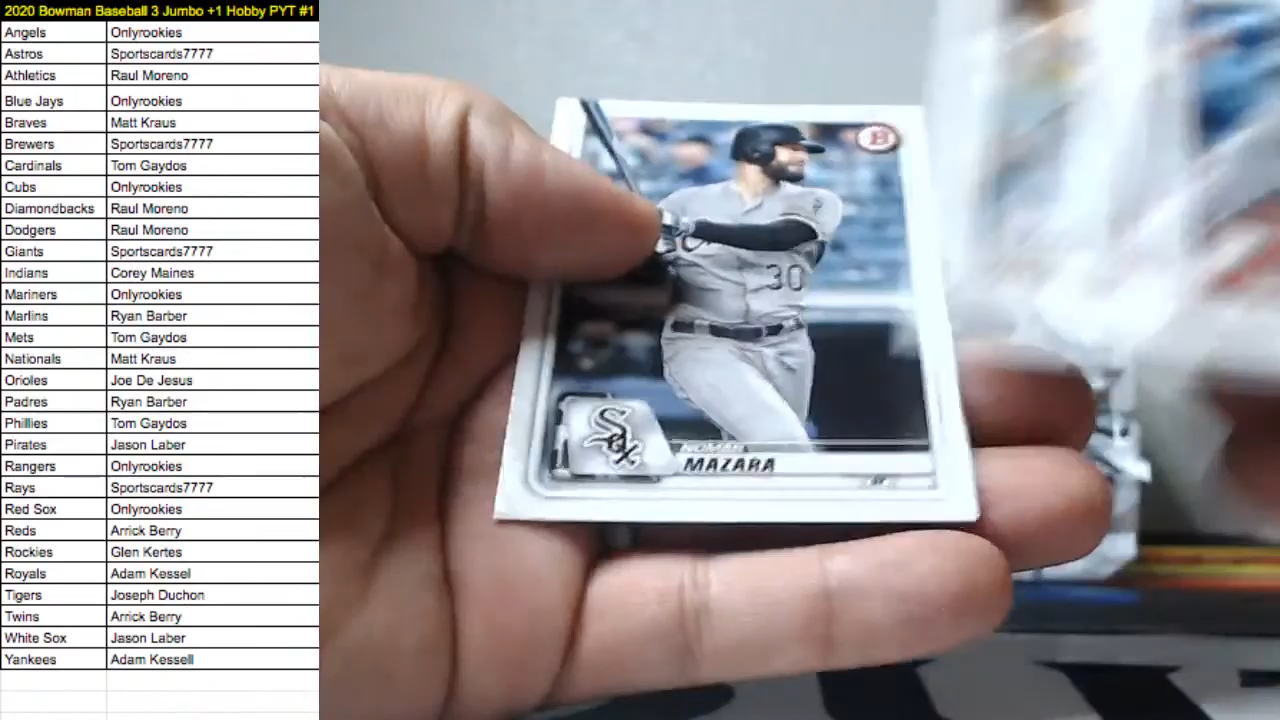 2020 Bowman Baseball 3 Jumbo +1 Hobby PYT #1
Angels Onlyrookies
Astros Sportscards7777
Athletics Raul Moreno
Blue Jays Onlyrookies
Braves Matt Kraus
Brewers Sportscards7777
Cardinals Tom Gaydos
Cubs Onlyrookies
Diamondbacks Raul Moreno
Dodgers Raul Moreno
Giants Sportscards7777
Indians Corey Maines
Mariners Onlyrookies
Marlins Ryan Barber
Mets Tom Gaydos
Nationals Matt Kraus
Orioles Joe De Jesus
Padres Ryan Barber
Phillies Tom Gaydos
Pirates Jason Laber
Rangers Onlyrookies
Rays Sportscards7777
Red Sox Onlyrookies
Reds Arrick Berry
Rockies Glen Kertes
Royals Adam Kessel
Tigers Joseph Duchon
Twins Arrick Berry
White Sox Jason Laber
Yankees Adam Kessell
B
30
Sox
NOMAR
MAZARA